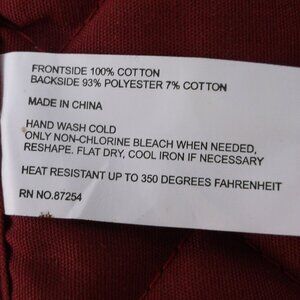 FRONTSIDE 100% COTTON
BACKSIDE 93% POLYESTER 7% COTTON
MADE IN CHINA
HAND WASH COLD
ONLY NON-CHLORINE BLEACH WHEN NEEDED,
RESHAPE. FLAT DRY, COOL IRON IF NECESSARY
HEAT RESISTANT UP TO 350 DEGREES FAHRENHEIT
RN NO.87254